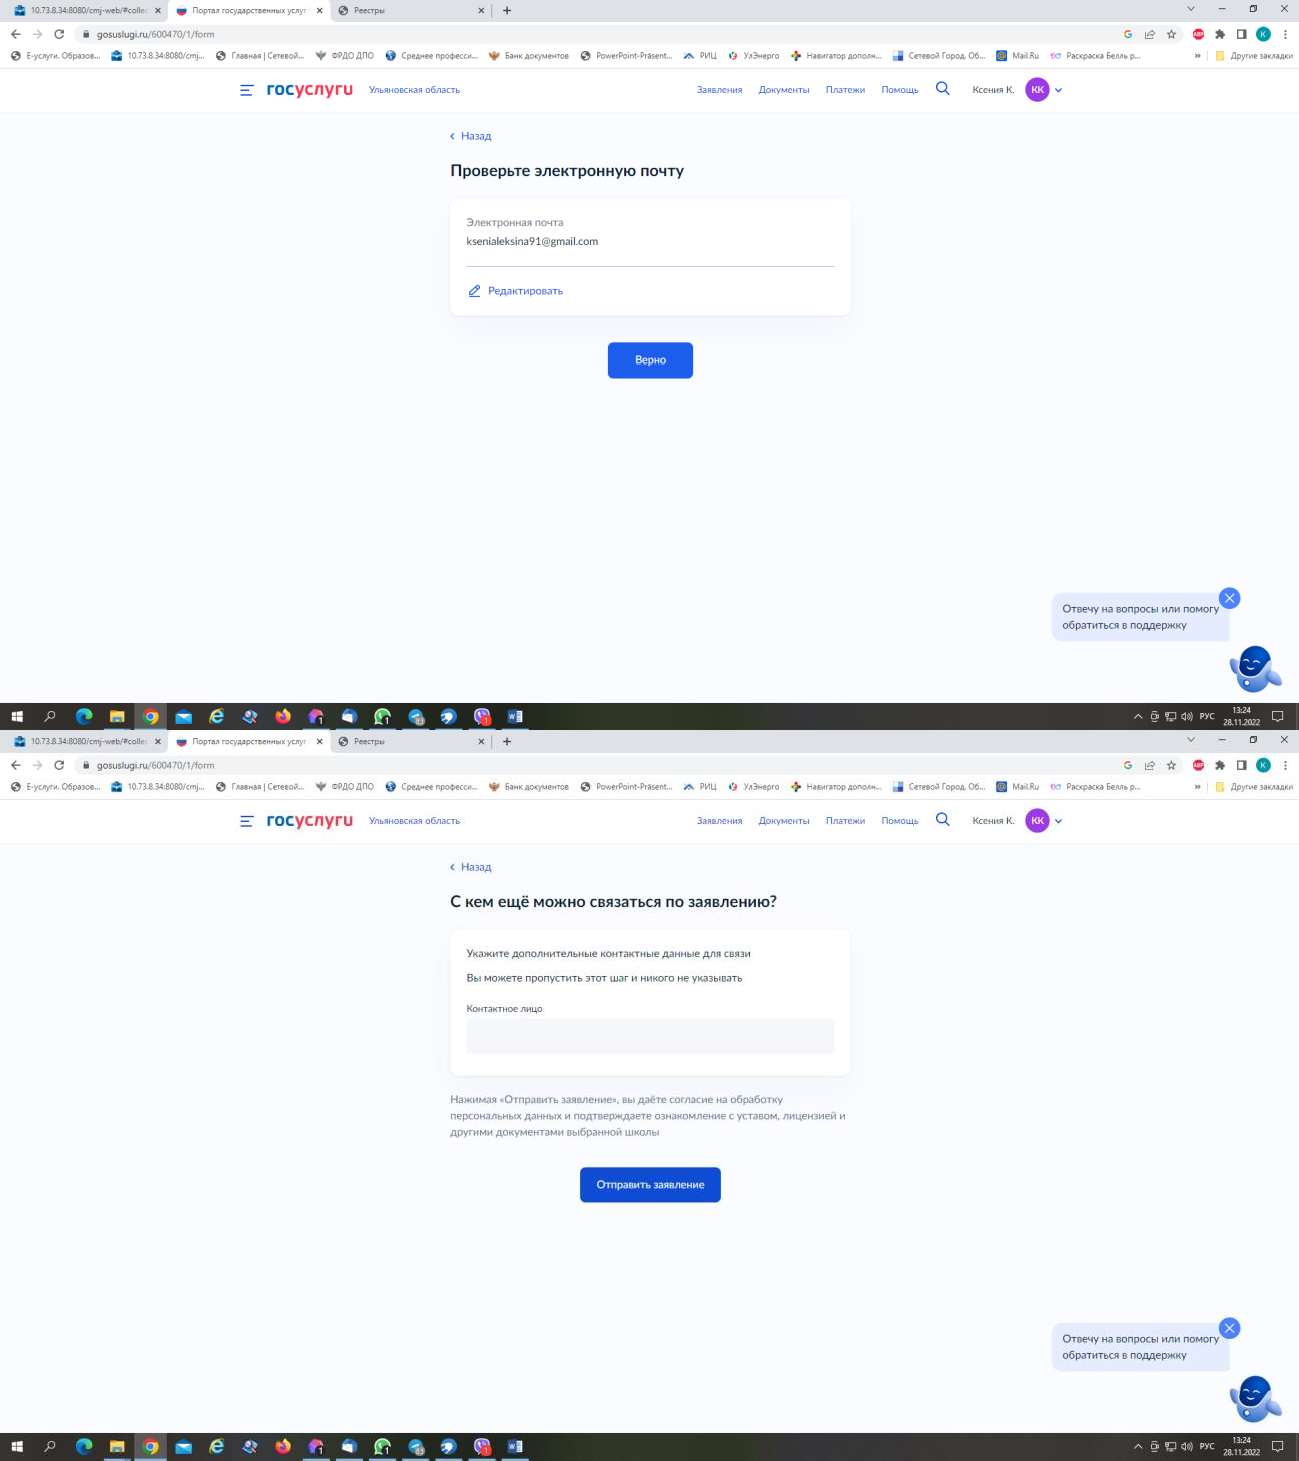 10.73.8.34:8080/cmj-web/#collec
Портал государственных услуг
Реестры
gosuslugi.ru/600470/1/form
Е-услуги. Образов...
10.73.8.34:8080/cmj...
Главная | Сетевой...
ФРДО ДПО
Среднее професси...
Банк документов
PowerPoint-Präsent...
РИЦ
УлЭнерго
Навигатор дополн...
Сетевой Город. Об...
Mail.Ru
Раскраска Белль р...
»
Другие закладки
госуслуги
Ульяновская область
Заявления
Документы
Платежи
Помощь
Ксения К.
КК
Назад
Проверьте электронную почту
Электронная почта
ksenialeksina91@gmail.com
Редактировать
Верно
Отвечу на вопросы или помогу
обратиться в поддержку
РУС
13:24
28.11.2022
10.73.8.34:8080/cmj-web/#collec
Портал государственных услуг
Реестры
gosuslugi.ru/600470/1/form
Е-услуги. Образов...
10.73.8.34:8080/cmj...
Главная | Сетевой...
ФРДО ДПО
Среднее професси...
Банк документов
PowerPoint-Präsent...
РИЦ
УлЭнерго
Навигатор дополн...
Сетевой Город. Об...
Mail.Ru
Раскраска Белль р...
»
Другие закладки
госуслуги
Ульяновская область
Заявления
Документы
Платежи
Помощь
Ксения К.
КК
Назад
С кем ещё можно связаться по заявлению?
Укажите дополнительные контактные данные для связи
Вы можете пропустить этот шаг и никого не указывать
Контактное лицо
Нажимая «Отправить заявление», вы даёте согласие на обработку
персональных данных и подтверждаете ознакомление с уставом, лицензией и
другими документами выбранной школы
Отправить заявление
Отвечу на вопросы или помогу
обратиться в поддержку
РУС
13:24
28.11.2022